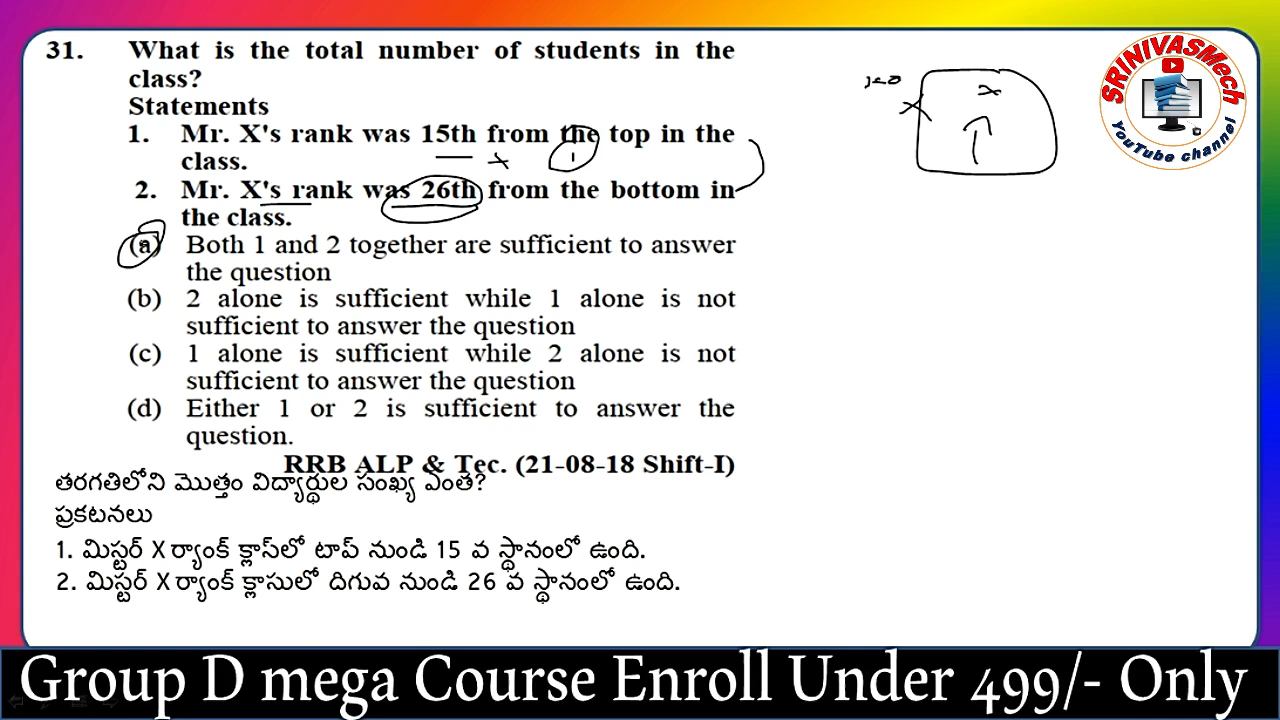 31. What is the total number of students in the
class?
Statements
1. Mr. X's rank was 15th from the top in the
class.
2. Mr. X's rank was 26th from the bottom in
the class.
(a) Both 1 and 2 together are sufficient to answer
the question
(b) 2 alone is sufficient while 1 alone is not
sufficient to answer the question
(c) 1 alone is sufficient while 2 alone is not
sufficient to answer the question
(d) Either 1 or 2 is sufficient to answer the
question.
RRB ALP & Tec. (21-08-18 Shift-I)
తరగతిలోని మొత్తం విద్యార్థుల సంఖ్య ఎంత?
ప్రకటనలు
1. మిస్టర్ X ర్యాంక్ క్లాస్‌లో టాప్ నుండి 15 వ స్థానంలో ఉంది.
2. మిస్టర్ X ర్యాంక్ క్లాసులో దిగువ నుండి 26 వ స్థానంలో ఉంది.
SRINIVASMech
YouTube channel
Group D mega Course Enroll Under 499/- Only